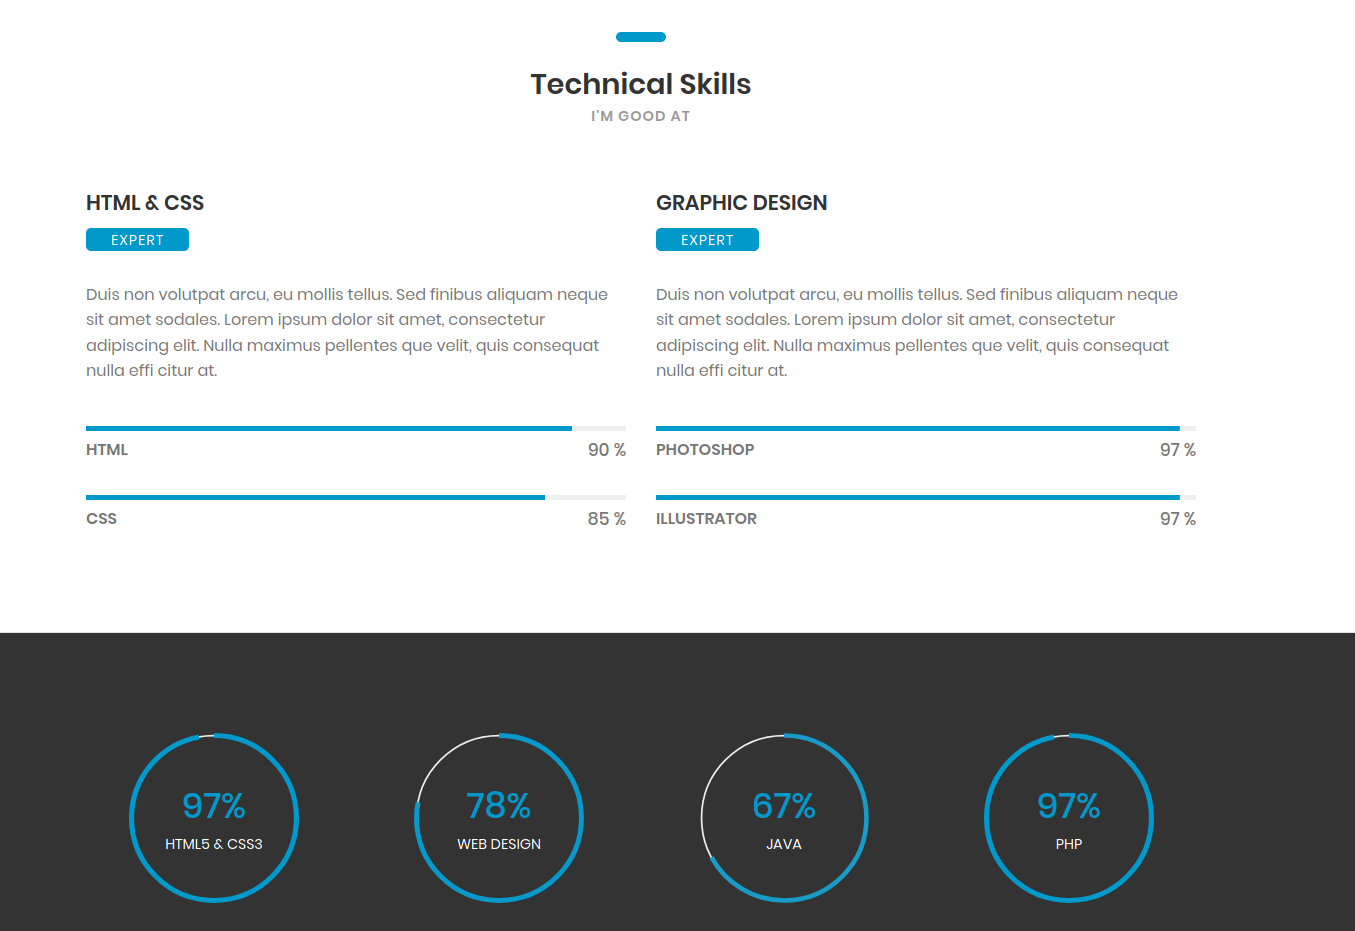 Technical Skills
I'M GOOD AT
HTML & CSS
EXPERT
Duis non volutpat arcu, eu mollis tellus. Sed finibus aliquam neque
sit amet sodales. Lorem ipsum dolor sit amet, consectetur
adipiscing elit. Nulla maximus pellentes que velit, quis consequat
nulla effi citur at.
HTML 90 %
CSS 85 %
GRAPHIC DESIGN
EXPERT
Duis non volutpat arcu, eu mollis tellus. Sed finibus aliquam neque
sit amet sodales. Lorem ipsum dolor sit amet, consectetur
adipiscing elit. Nulla maximus pellentes que velit, quis consequat
nulla effi citur at.
PHOTOSHOP 97 %
ILLUSTRATOR 97 %
97%
HTML5 & CSS3
78%
WEB DESIGN
67%
JAVA
97%
PHP